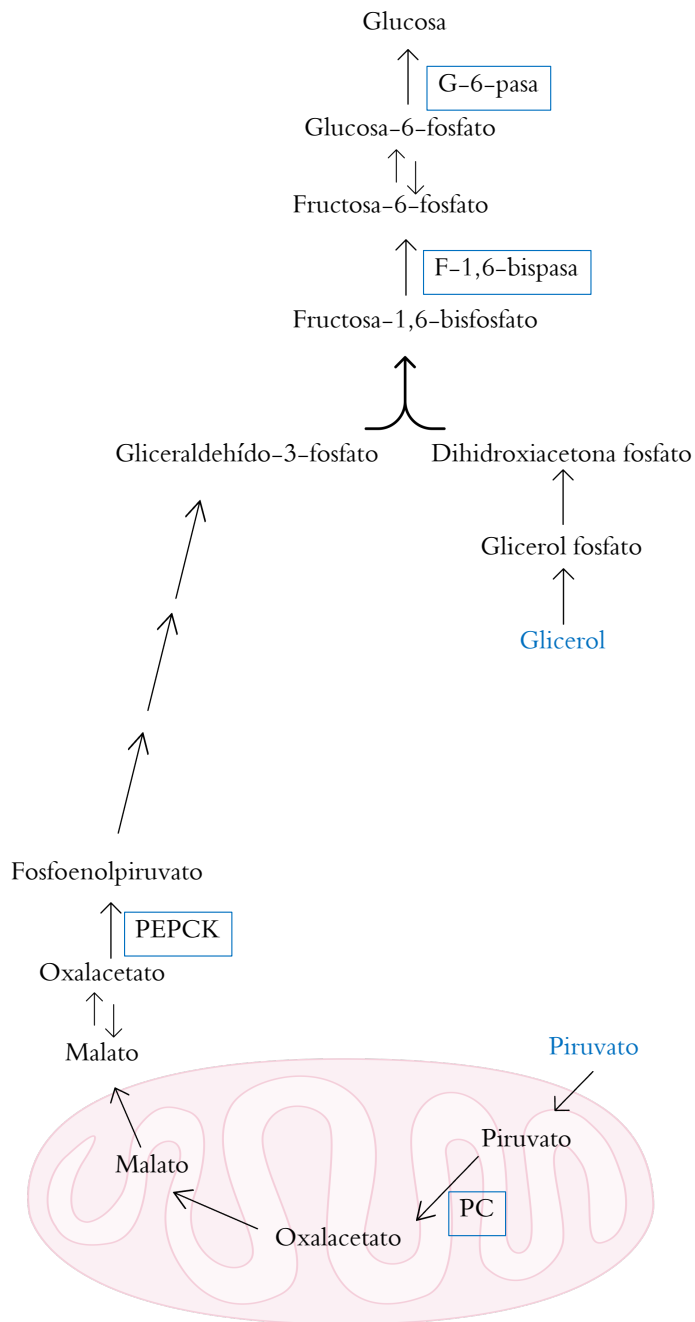 Glucosa
G-6-pasa
Glucosa-6-fosfato
Fructosa-6-fosfato
F-1,6-bispasa
Fructosa-1,6-bisfosfato
Gliceraldehído-3-fosfato
Dihidroxiacetona fosfato
Glicerol fosfato
Glicerol
Fosfoenolpiruvato
PEPCK
Oxalacetato
Malato
Piruvato
Piruvato
Malato
PC
Oxalacetato